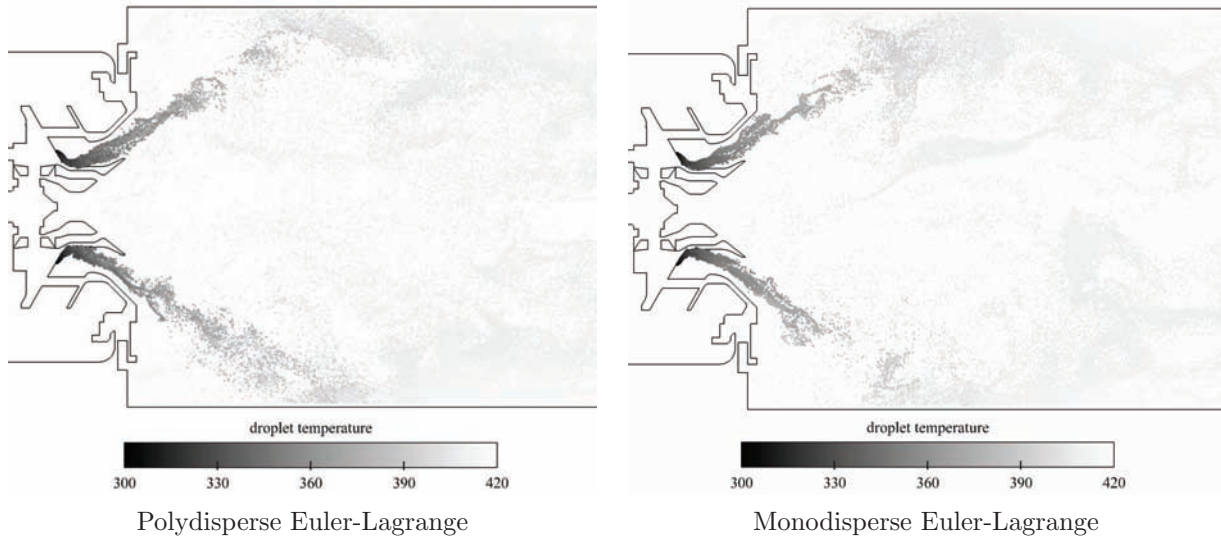 droplet temperature
300 330 360 390 420
Polydisperse Euler-Lagrange
droplet temperature
300 330 360 390 420
Monodisperse Euler-Lagrange